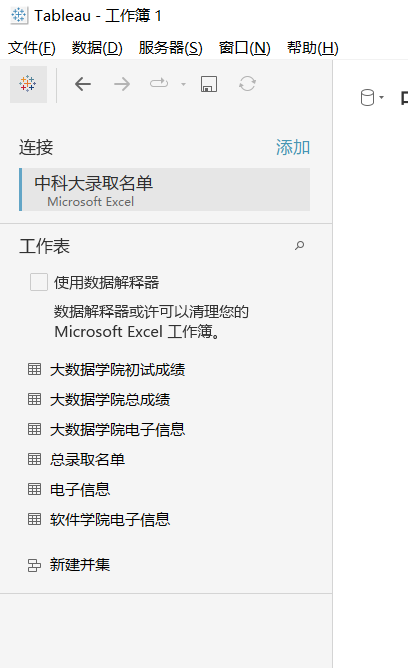 Tableau - 工作簿 1
文件(F) 数据(D) 服务器(S) 窗口(N) 帮助(H)
连接 添加
中科大录取名单
Microsoft Excel
工作表
使用数据解释器
数据解释器或许可以清理您的
Microsoft Excel 工作簿。
大数据学院初试成绩
大数据学院总成绩
大数据学院电子信息
总录取名单
电子信息
软件学院电子信息
新建并集